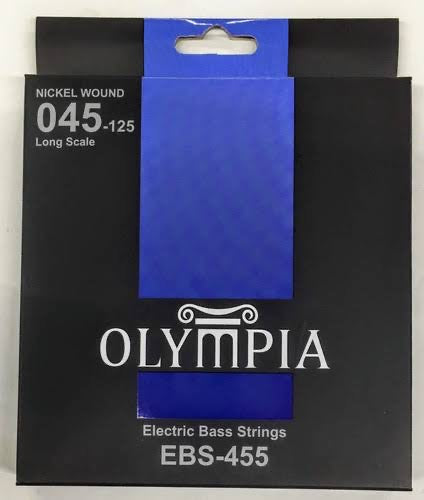 NICKEL WOUND
045-125
Long Scale
OLYMPIA
Electric Bass Strings
EBS-455